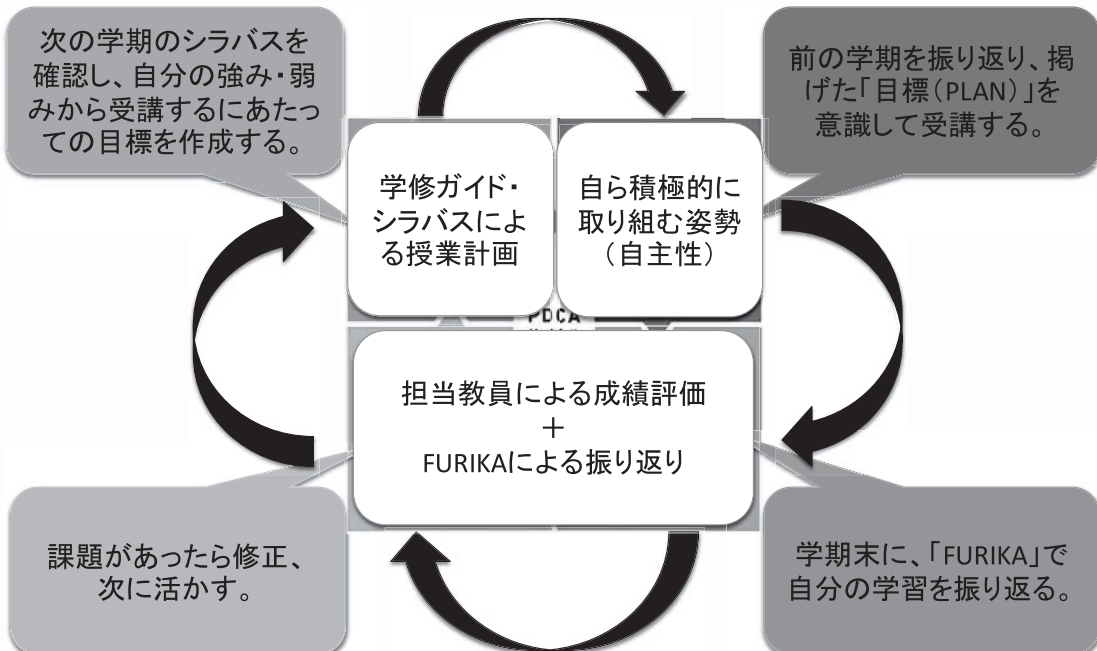 次の学期のシラバスを
確認し、自分の強み・弱
みから受講するにあたっ
ての目標を作成する。
前の学期を振り返り、掲
げた「目標（PLAN）」を
意識して受講する。
学修ガイド・
シラバスによ
る授業計画
自ら積極的に
取り組む姿勢
（自主性）
PDCA
担当教員による成績評価
＋
FURIKAによる振り返り
課題があったら修正、
次に活かす。
学期末に、「FURIKA」で
自分の学習を振り返る。